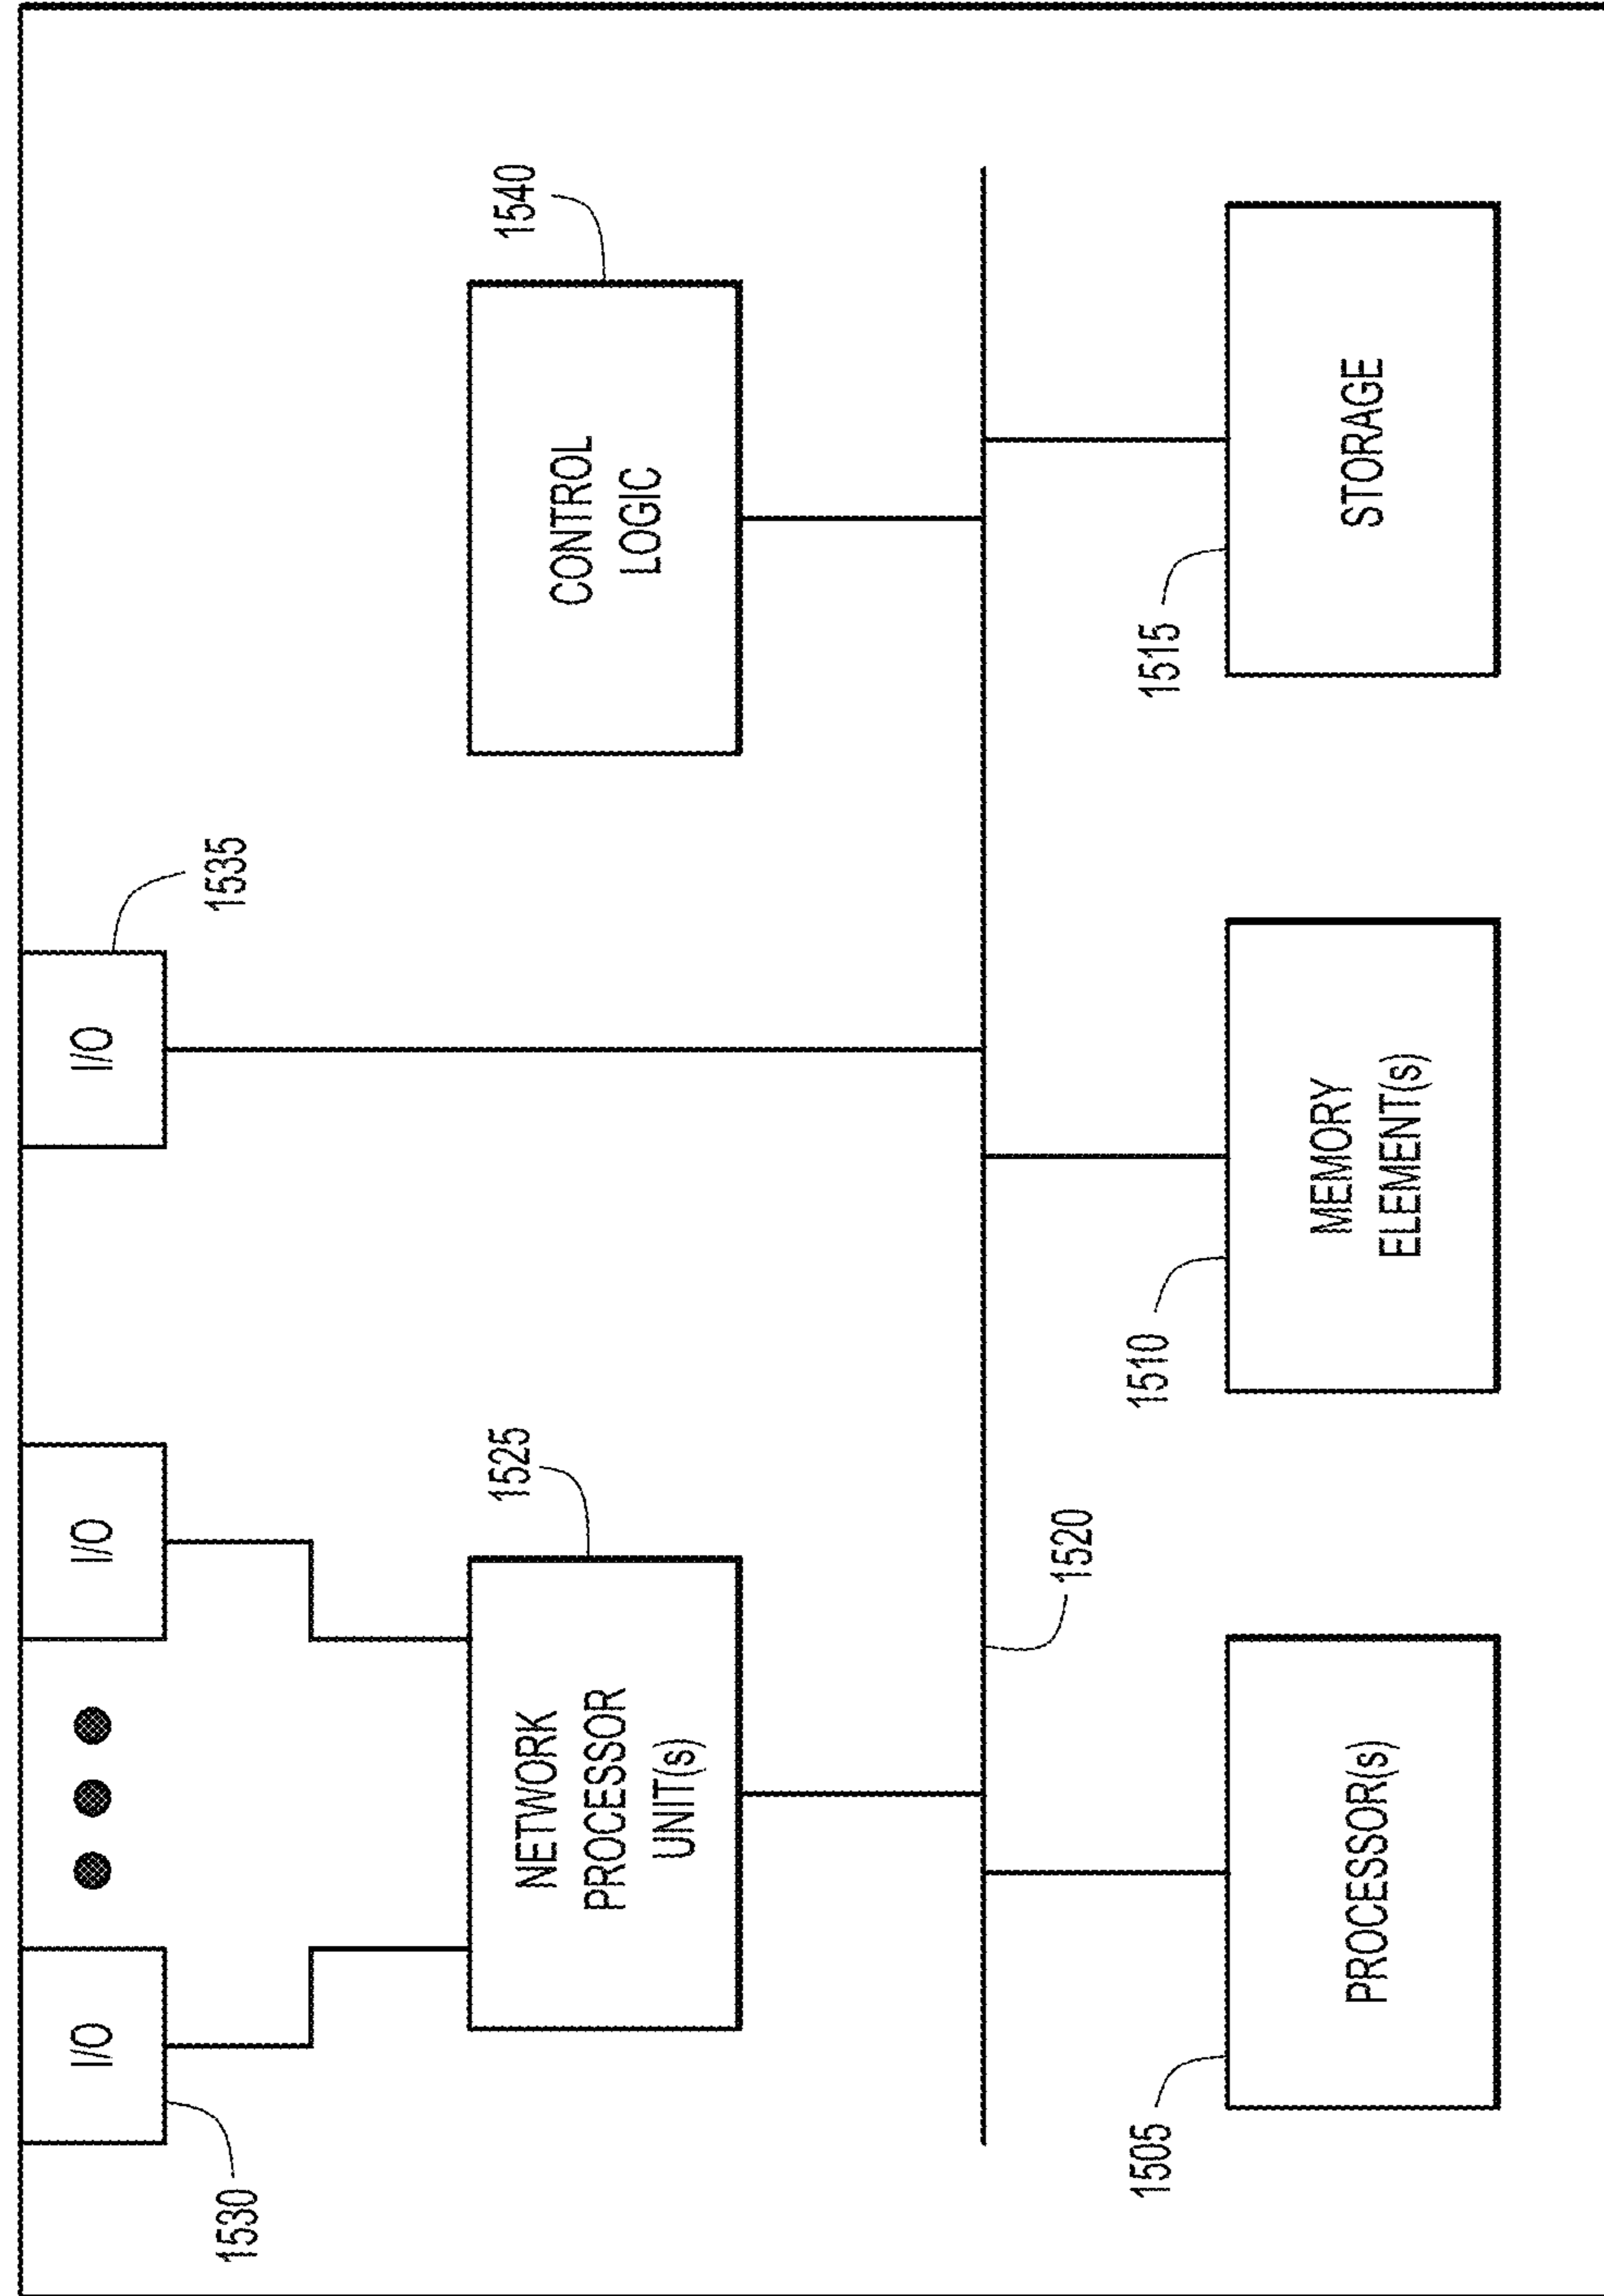 I/O
I/O
I/O
1530
1535
1525
1540
NETWORK
PROCESSOR
UNIT(s)
CONTROL
LOGIC
1520
1505
1510
1515
PROCESSOR(s)
MEMORY
ELEMENT(s)
STORAGE